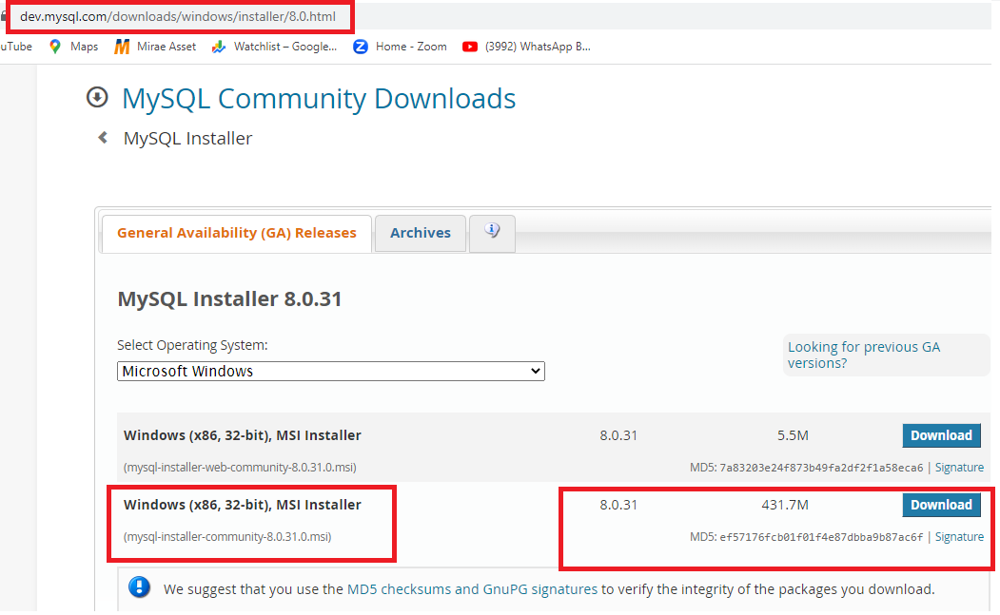 dev.mysql.com/downloads/windows/installer/8.0.html
uTube Maps Mirae Asset Watchlist – Google... Home - Zoom (3992) WhatsApp B...
MySQL Community Downloads
MySQL Installer
General Availability (GA) Releases Archives
MySQL Installer 8.0.31
Select Operating System:
Looking for previous GA
versions?
Microsoft Windows
Windows (x86, 32-bit), MSI Installer 8.0.31 5.5M Download
(mysql-installer-web-community-8.0.31.0.msi) MD5: 7a83203e24f873b49fa2df2f1a58eca6 | Signature
Windows (x86, 32-bit), MSI Installer 8.0.31 431.7M Download
(mysql-installer-community-8.0.31.0.msi) MD5: ef57176fcb01f01f4e87dbba9b87ac6f | Signature
We suggest that you use the MD5 checksums and GnuPG signatures to verify the integrity of the packages you download.